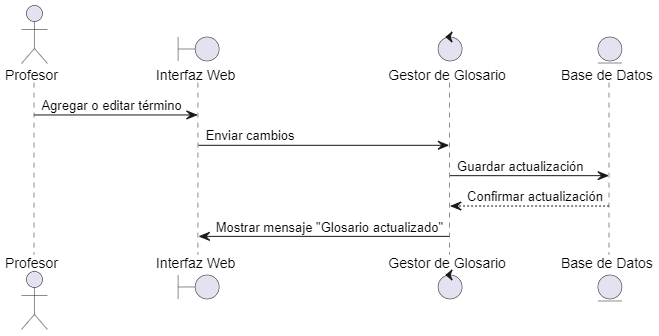 Profesor
Interfaz Web
Gestor de Glosario
Base de Datos
Agregar o editar término
Enviar cambios
Guardar actualización
Confirmar actualización
Mostrar mensaje "Glosario actualizado"
Profesor
Interfaz Web
Gestor de Glosario
Base de Datos